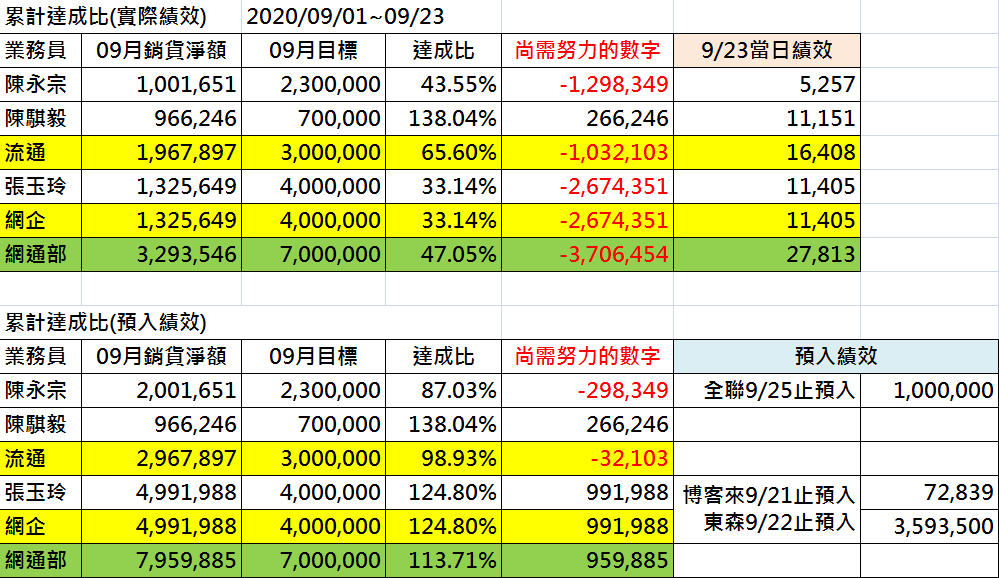 累計達成比(實際績效) 2020/09/01~09/23
業務員 09月銷貨淨額 09月目標 達成比 尚需努力的數字 9/23當日績效
陳永宗 1,001,651 2,300,000 43.55% -1,298,349 5,257
陳騏毅 966,246 700,000 138.04% 266,246 11,151
流通 1,967,897 3,000,000 65.60% -1,032,103 16,408
張玉玲 1,325,649 4,000,000 33.14% -2,674,351 11,405
網企 1,325,649 4,000,000 33.14% -2,674,351 11,405
網通部 3,293,546 7,000,000 47.05% -3,706,454 27,813
累計達成比(預入績效)
業務員 09月銷貨淨額 09月目標 達成比 尚需努力的數字 預入績效
陳永宗 2,001,651 2,300,000 87.03% -298,349 全聯9/25止預入 1,000,000
陳騏毅 966,246 700,000 138.04% 266,246
流通 2,967,897 3,000,000 98.93% -32,103
張玉玲 4,991,988 4,000,000 124.80% 991,988 博客來9/21止預入 72,839
網企 4,991,988 4,000,000 124.80% 991,988 東森9/22止預入 3,593,500
網通部 7,959,885 7,000,000 113.71% 959,885